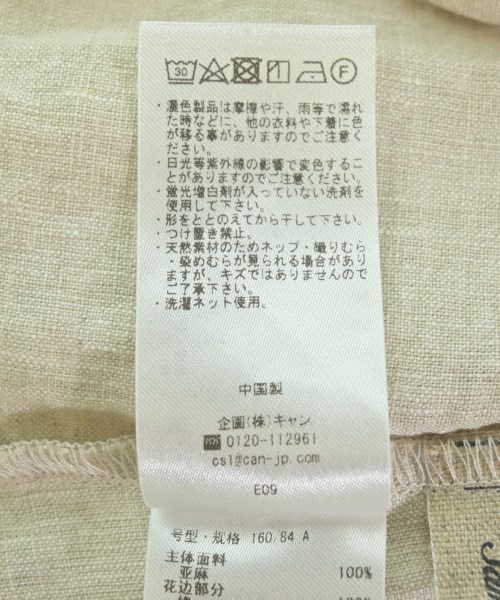 30
F
・濃色製品は摩擦や汗、雨等で濡れ
た時などに、他の衣料や下着に色
が移る事がありますのでご注意く
ださい。
・日光等紫外線の影響で変色するこ
とがありますのでご注意ください。
・蛍光増白剤が入っていない洗剤を
使用して下さい。
・形をととのえてから干して下さい。
・つけ置き禁止。
・天然素材のためネップ・織りむら
・染めむらが見られる場合があり
ますが、キズではありませんので
ご了承下さい。
・洗濯ネット使用。
中国製
企画(株)キャン
0120-112961
csl@can-jp.com
E09
号型・规格 160/84 A
主体面料
亚麻 100%
花边部分